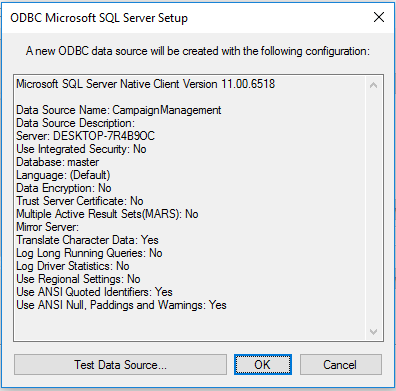 ODBC Microsoft SQL Server Setup
A new ODBC data source will be created with the following configuration:
Microsoft SQL Server Native Client Version 11.00.6518
Data Source Name: CampaignManagement
Data Source Description:
Server: DESKTOP-7R4B9OC
Use Integrated Security: No
Database: master
Language: (Default)
Data Encryption: No
Trust Server Certificate: No
Multiple Active Result Sets(MARS): No
Mirror Server:
Translate Character Data: Yes
Log Long Running Queries: No
Log Driver Statistics: No
Use Regional Settings: No
Use ANSI Quoted Identifiers: Yes
Use ANSI Null, Paddings and Warnings: Yes
Test Data Source...
OK
Cancel